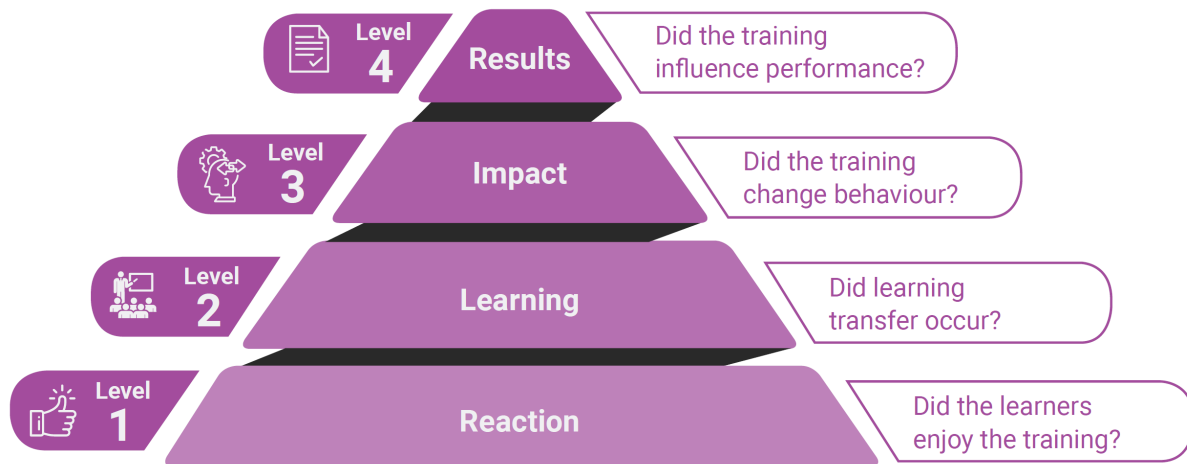 Level
4
Results
Did the training
influence performance?
Level
3
Impact
Did the training
change behaviour?
Level
2
Learning
Did learning
transfer occur?
Level
1
Reaction
Did the learners
enjoy the training?